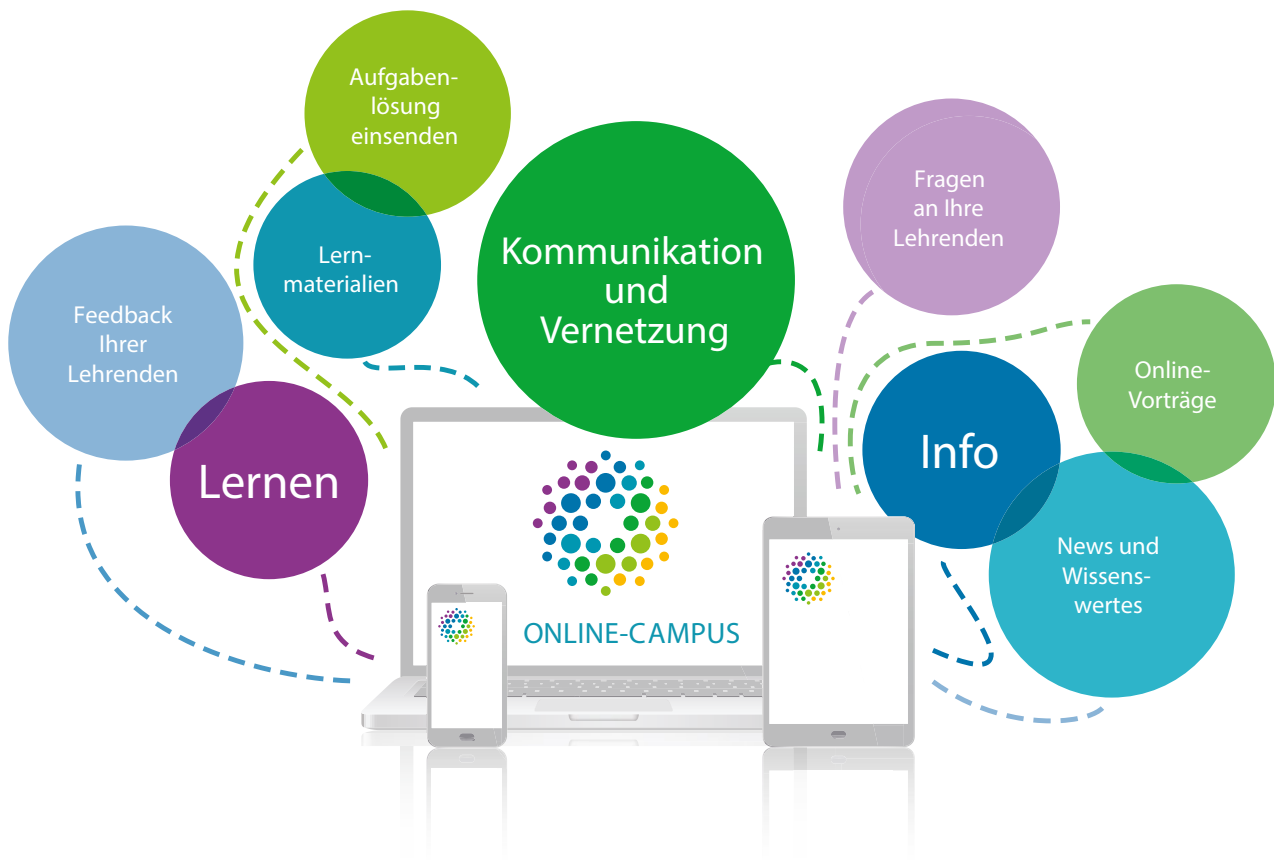 Aufgaben-
lösung
einsenden
Lern-
materialien
Feedback
Ihrer
Lehrenden
Lernen
Kommunikation
und
Vernetzung
Fragen
an Ihre
Lehrenden
Online-
Vorträge
Info
News und
Wissens-
wertes
ONLINE-CAMPUS